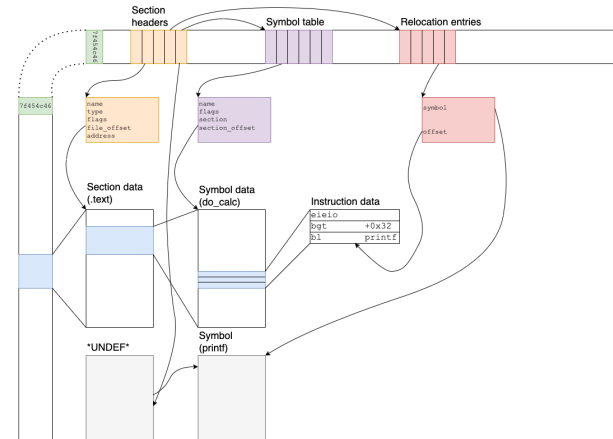 Section
headers
Symbol table
Relocation entries
7f454c46
7f454c46
name
type
flags
file_offset
address
name
flags
section
section_offset
symbol
offset
Section data
(.text)
Symbol data
(do_calc)
Instruction data
eieio
bgt +0x32
bl printf
*UNDEF*
Symbol
(printf)